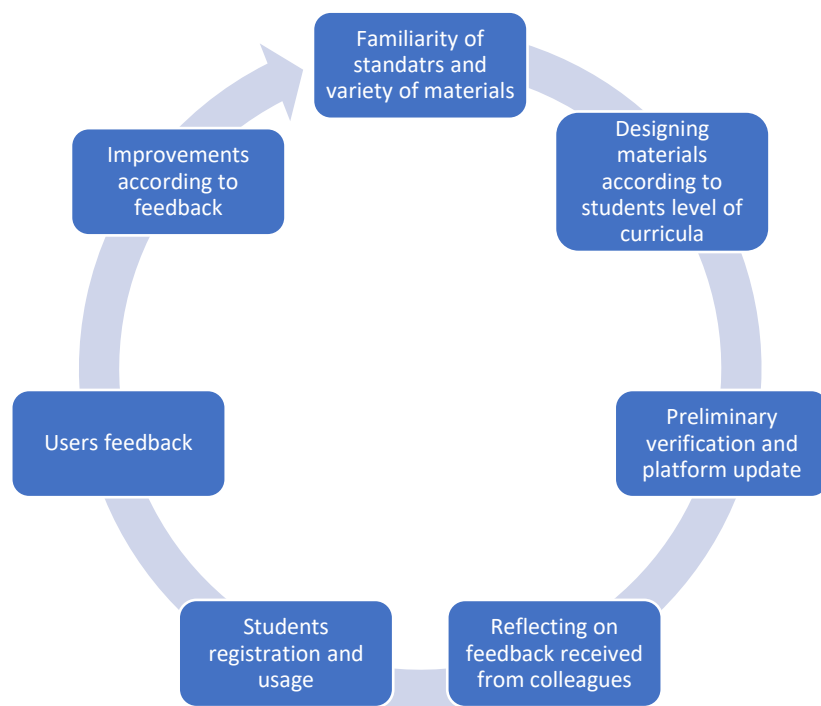 Familiarity of
standatrs and
variety of materials
Designing
materials
according to
students level of
curricula
Preliminary
verification and
platform update
Reflecting on
feedback received
from colleagues
Students
registration and
usage
Users feedback
Improvements
according to
feedback